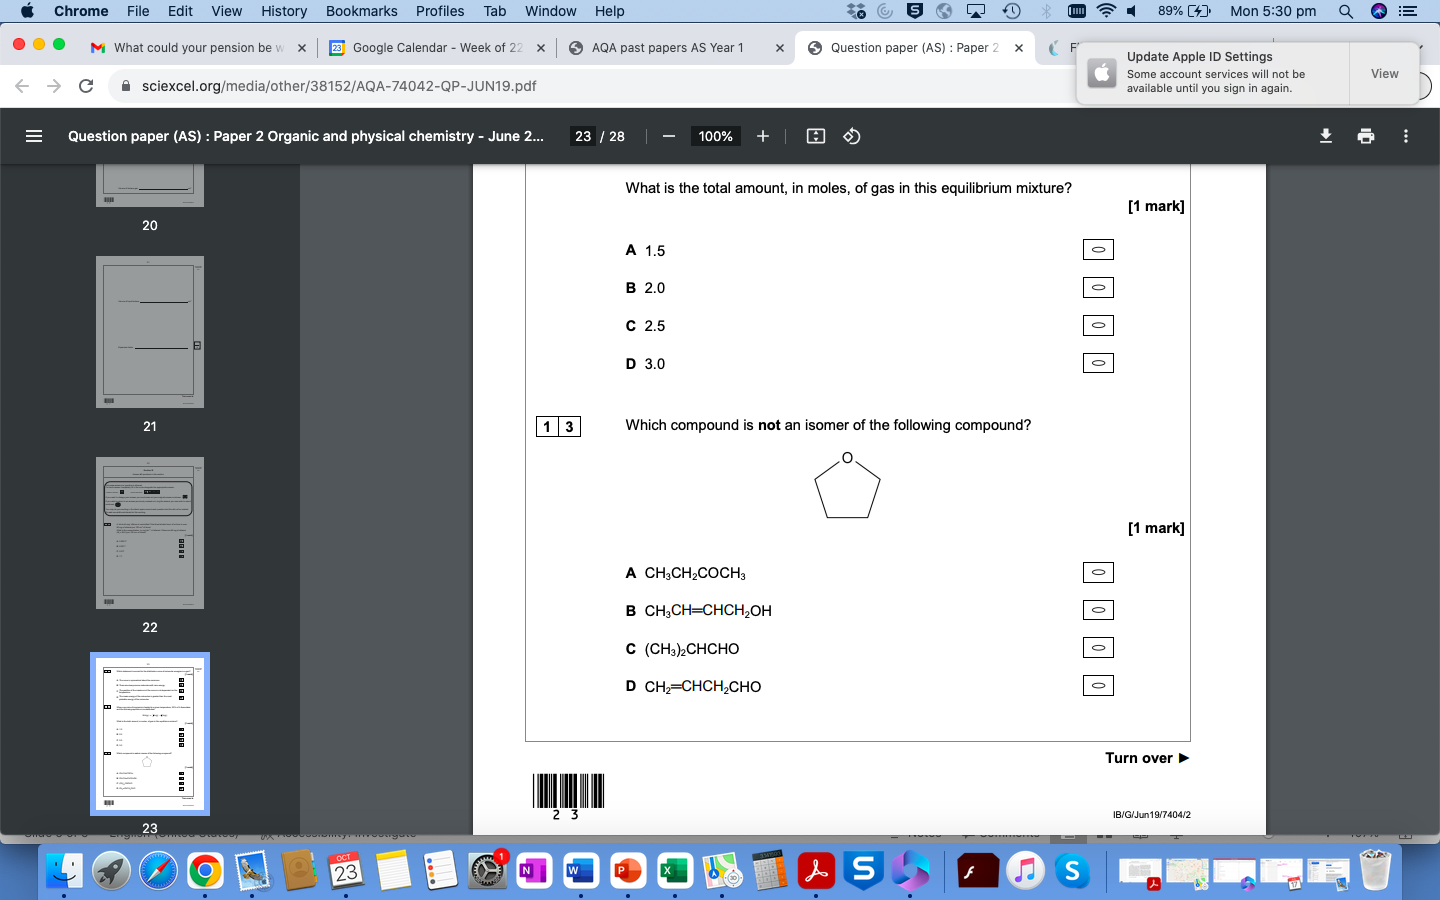 Chrome File Edit View History Bookmarks Profiles Tab Window Help 89% Mon 5:30 pm
What could your pension be w
Google Calendar - Week of 22
AQA past papers AS Year 1
Question paper (AS) : Paper 2
Update Apple ID Settings
Some account services will not be
available until you sign in again.
View
sciexcel.org/media/other/38152/AQA-74042-QP-JUN19.pdf
Question paper (AS) : Paper 2 Organic and physical chemistry - June 2... 23 / 28 100%
20
21
22
23
What is the total amount, in moles, of gas in this equilibrium mixture?
[1 mark]
A 1.5
B 2.0
C 2.5
D 3.0
1 3 Which compound is not an isomer of the following compound?
O
[1 mark]
A CH₃CH₂COCH₃
B CH₃CH=CHCH₂OH
C (CH₃)₂CHCHO
D CH₂=CHCH₂CHO
Turn over ►
2 3
IB/G/Jun19/7404/2
OCT
23
1